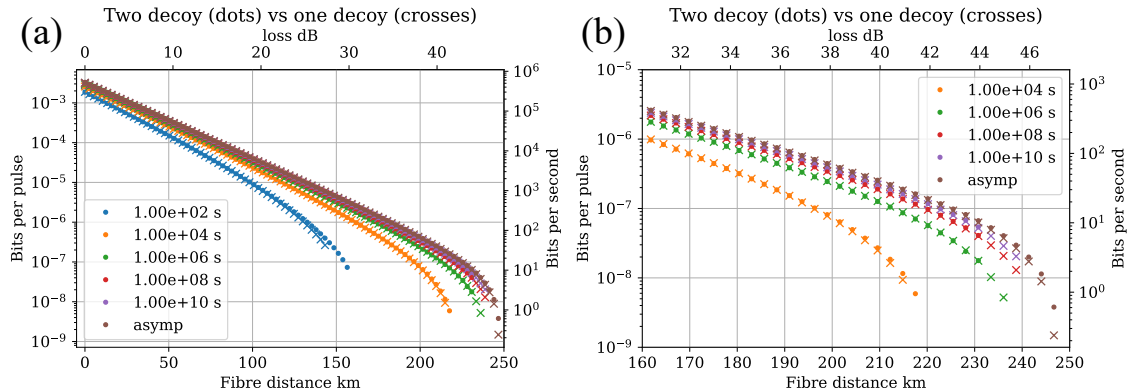 (a)
Two decoy (dots) vs one decoy (crosses)
loss dB
0 10 20 30 40
10⁻³
10⁻⁴
10⁻⁵
10⁻⁶
10⁻⁷
10⁻⁸
10⁻⁹
Bits per pulse
1.00e+02 s
1.00e+04 s
1.00e+06 s
1.00e+08 s
1.00e+10 s
asymp
10⁶
10⁵
10⁴
10³
10²
10¹
10⁰
Bits per second
0 50 100 150 200 250
Fibre distance km
(b)
Two decoy (dots) vs one decoy (crosses)
loss dB
32 34 36 38 40 42 44 46
10⁻⁵
10⁻⁶
10⁻⁷
10⁻⁸
10⁻⁹
Bits per pulse
1.00e+04 s
1.00e+06 s
1.00e+08 s
1.00e+10 s
asymp
10³
10²
10¹
10⁰
Bits per second
160 170 180 190 200 210 220 230 240 250
Fibre distance km